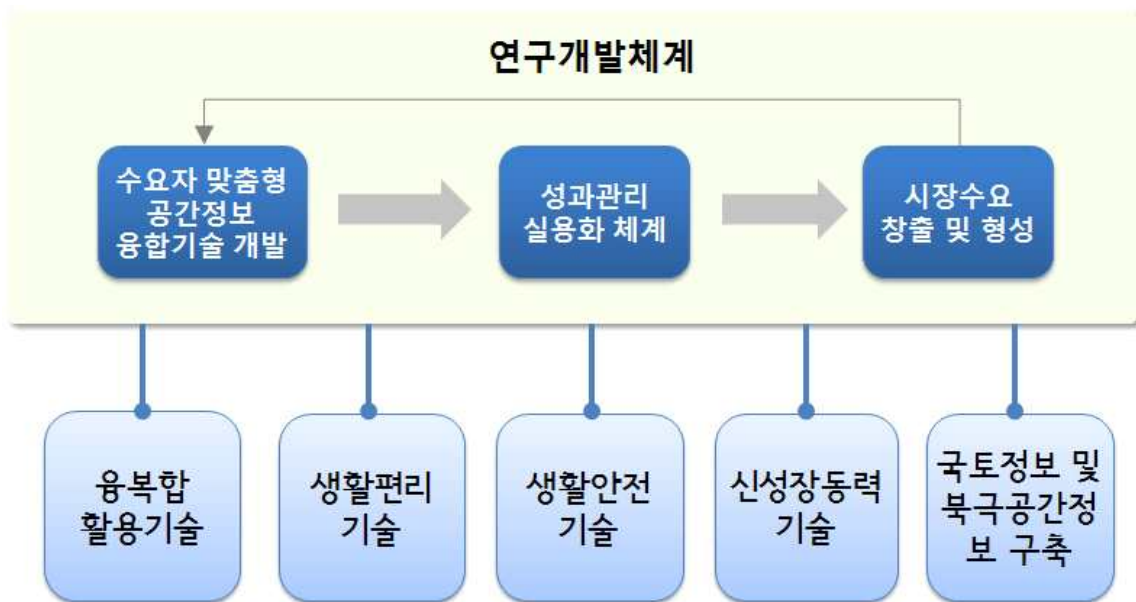 연구개발체계
수요자 맞춤형
공간정보
융합기술 개발
성과관리
실용화 체계
시장수요
창출 및 형성
융복합
활용기술
생활편리
기술
생활안전
기술
신성장동력
기술
국토정보 및
북극공간정
보 구축